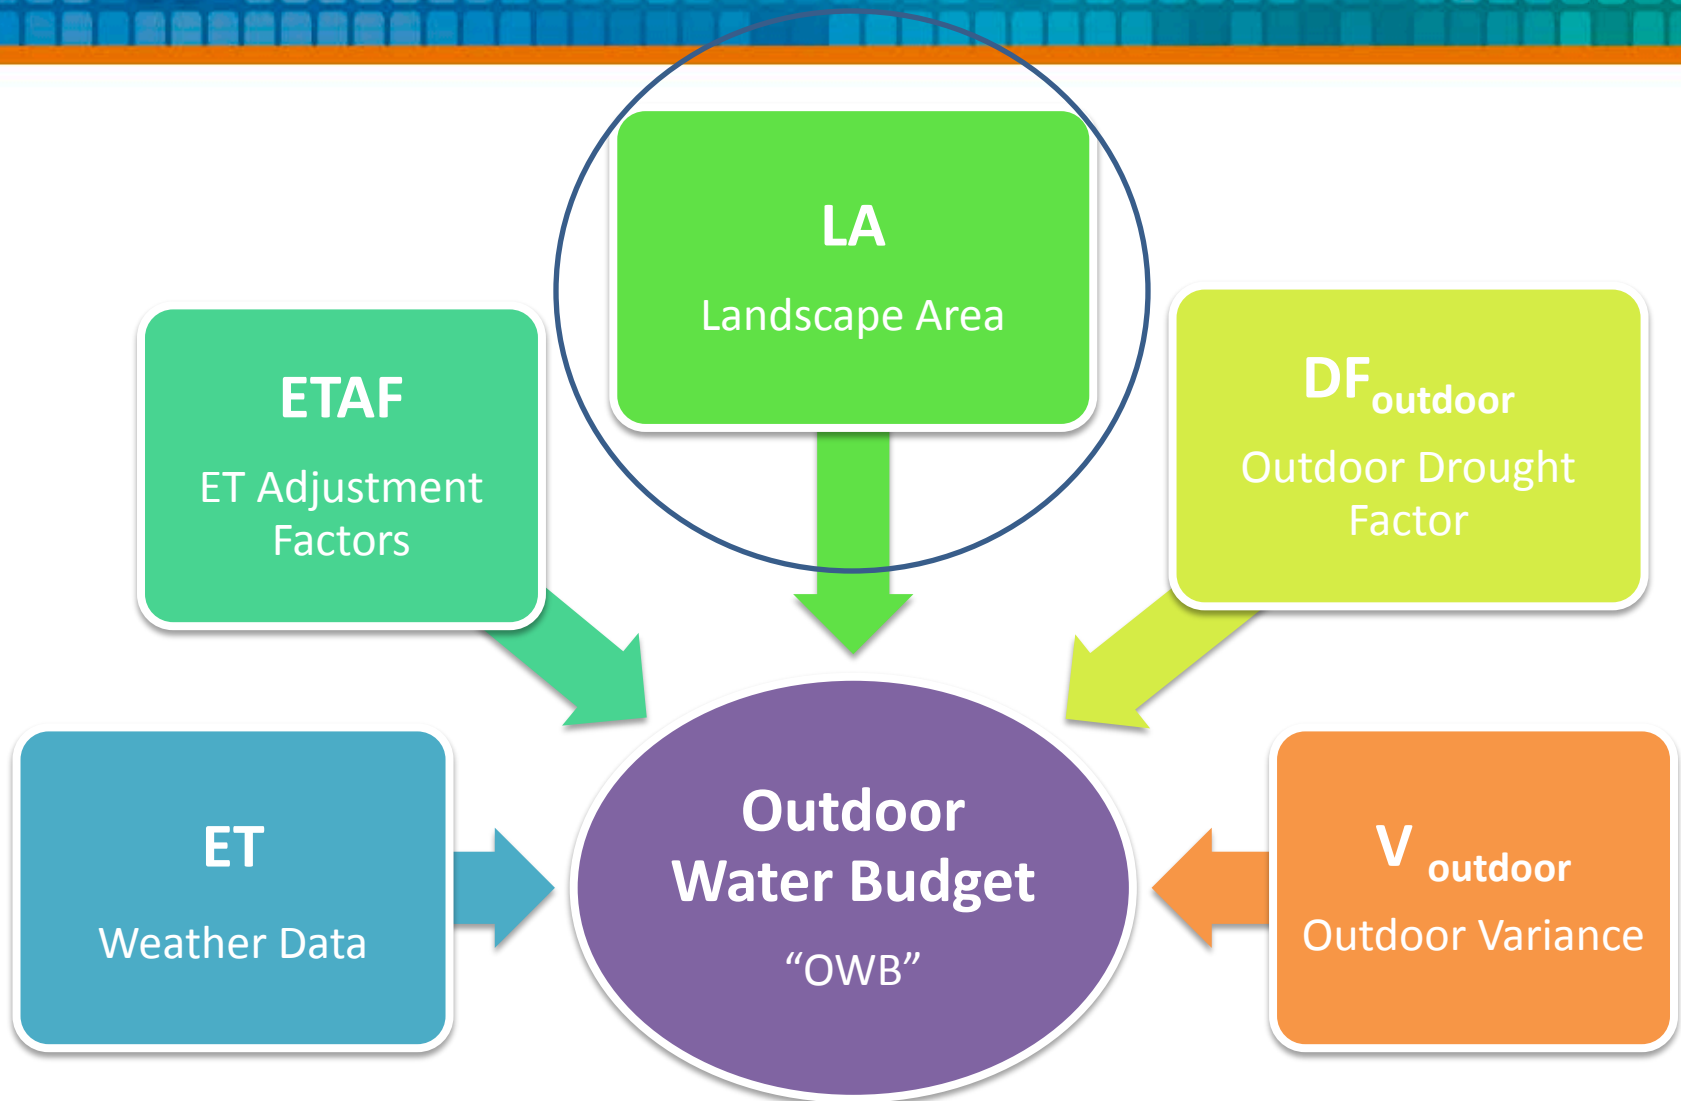 LA
Landscape Area
ETAF
ET Adjustment
Factors
DFoutdoor
Outdoor Drought
Factor
ET
Weather Data
Outdoor
Water Budget
“OWB”
V outdoor
Outdoor Variance